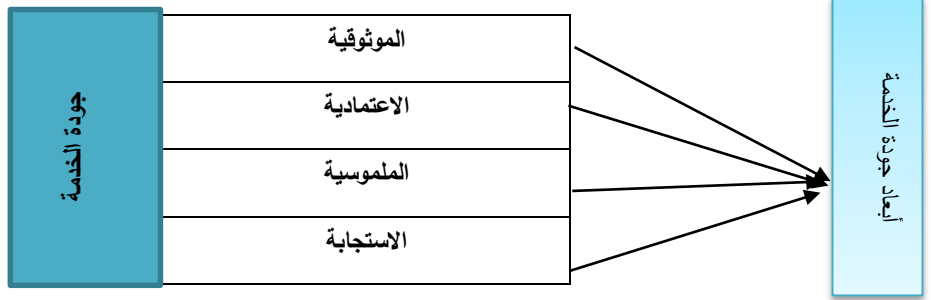 أبعاد جودة الخدمة
الموثوقية
الاعتمادية
الملموسية
الاستجابة
جودة الخدمة